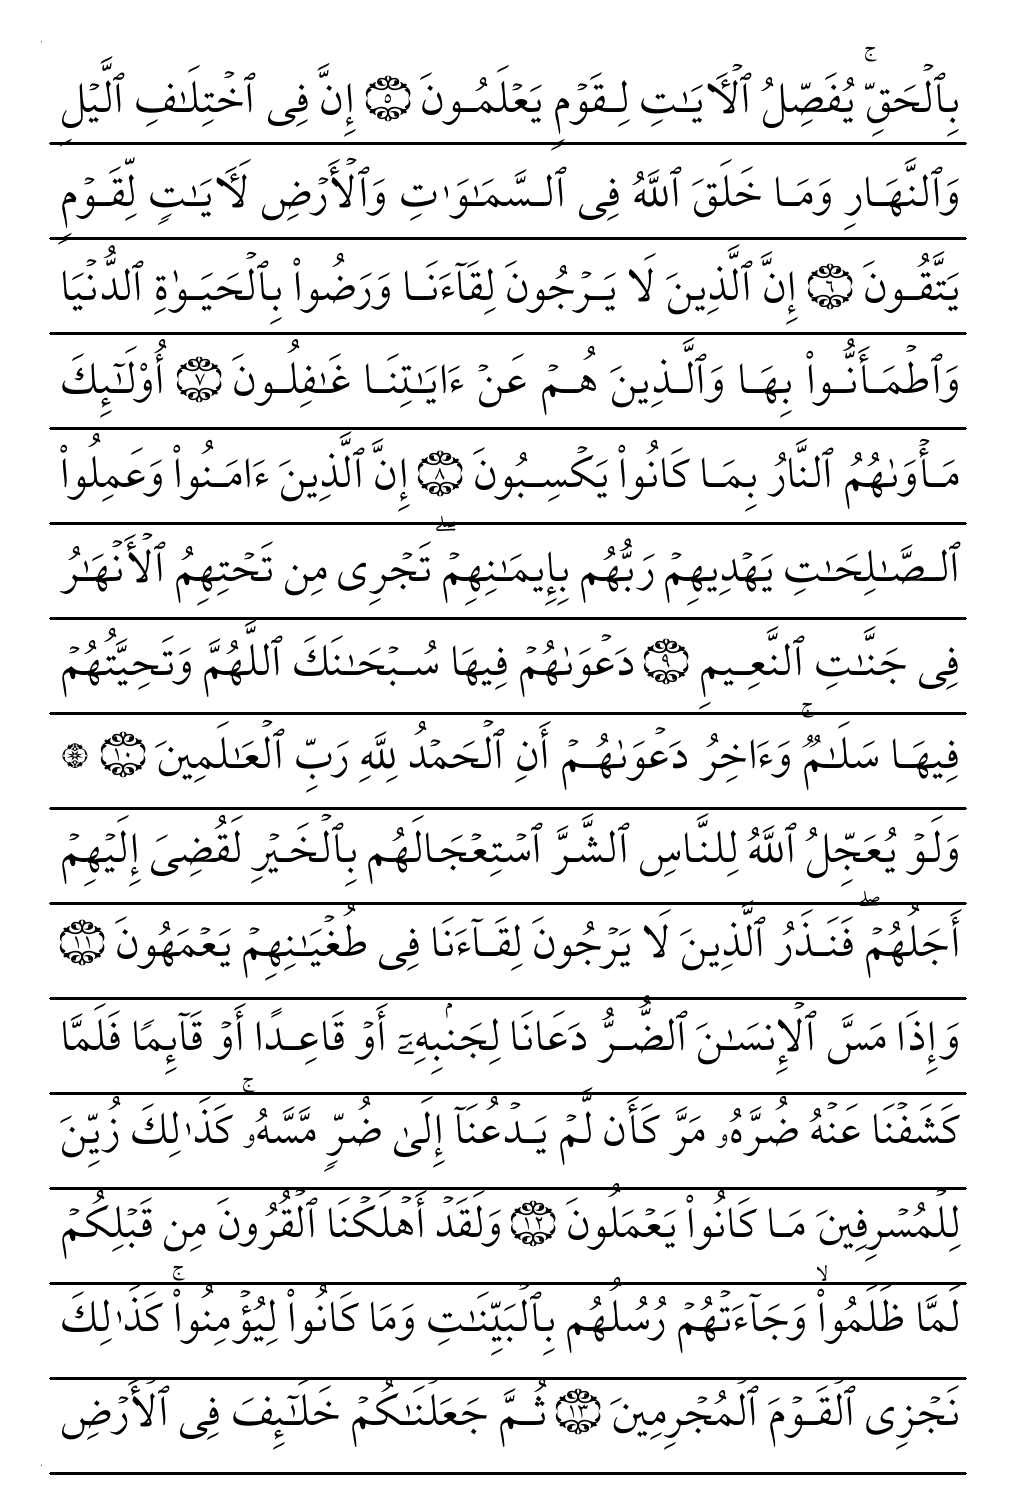 بِٱلۡحَقِّۚ يُفَصِّلُ ٱلۡأٓيَٰتِ لِقَوۡمٖ يَعۡلَمُونَ ۝٥ إِنَّ فِي ٱخۡتِلَٰفِ ٱلَّيۡلِ
وَٱلنَّهَارِ وَمَا خَلَقَ ٱللَّهُ فِي ٱلسَّمَٰوَٰتِ وَٱلۡأَرۡضِ لَأٓيَٰتٖ لِّقَوۡمٖ
يَتَّقُونَ ۝٦ إِنَّ ٱلَّذِينَ لَا يَرۡجُونَ لِقَآءَنَا وَرَضُواْ بِٱلۡحَيَوٰةِ ٱلدُّنۡيَا
وَٱطۡمَأَنُّواْ بِهَا وَٱلَّذِينَ هُمۡ عَنۡ ءَايَٰتِنَا غَٰفِلُونَ ۝٧ أُوْلَٰٓئِكَ
مَأۡوَىٰهُمُ ٱلنَّارُ بِمَا كَانُواْ يَكۡسِبُونَ ۝٨ إِنَّ ٱلَّذِينَ ءَامَنُواْ وَعَمِلُواْ
ٱلصَّٰلِحَٰتِ يَهۡدِيهِمۡ رَبُّهُم بِإِيمَٰنِهِمۡۖ تَجۡرِي مِن تَحۡتِهِمُ ٱلۡأَنۡهَٰرُ
فِي جَنَّٰتِ ٱلنَّعِيمِ ۝٩ دَعۡوَىٰهُمۡ فِيهَا سُبۡحَٰنَكَ ٱللَّهُمَّ وَتَحِيَّتُهُمۡ
فِيهَا سَلَٰمٞۚ وَءَاخِرُ دَعۡوَىٰهُمۡ أَنِ ٱلۡحَمۡدُ لِلَّهِ رَبِّ ٱلۡعَٰلَمِينَ ۝١٠ ۞
وَلَوۡ يُعَجِّلُ ٱللَّهُ لِلنَّاسِ ٱلشَّرَّ ٱسۡتِعۡجَالَهُم بِٱلۡخَيۡرِ لَقُضِيَ إِلَيۡهِمۡ
أَجَلُهُمۡۖ فَنَذَرُ ٱلَّذِينَ لَا يَرۡجُونَ لِقَآءَنَا فِي طُغۡيَٰنِهِمۡ يَعۡمَهُونَ ۝١١
وَإِذَا مَسَّ ٱلۡإِنسَٰنَ ٱلضُّرُّ دَعَانَا لِجَنۢبِهِۦٓ أَوۡ قَاعِدًا أَوۡ قَآئِمٗا فَلَمَّا
كَشَفۡنَا عَنۡهُ ضُرَّهُۥ مَرَّ كَأَن لَّمۡ يَدۡعُنَآ إِلَىٰ ضُرّٖ مَّسَّهُۥۚ كَذَٰلِكَ زُيِّنَ
لِلۡمُسۡرِفِينَ مَا كَانُواْ يَعۡمَلُونَ ۝١٢ وَلَقَدۡ أَهۡلَكۡنَا ٱلۡقُرُونَ مِن قَبۡلِكُمۡ
لَمَّا ظَلَمُواْۙ وَجَآءَتۡهُمۡ رُسُلُهُم بِٱلۡبَيِّنَٰتِ وَمَا كَانُواْ لِيُؤۡمِنُواْۚ كَذَٰلِكَ
نَجۡزِي ٱلۡقَوۡمَ ٱلۡمُجۡرِمِينَ ۝١٣ ثُمَّ جَعَلۡنَٰكُمۡ خَلَٰٓئِفَ فِي ٱلۡأَرۡضِ